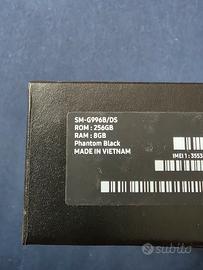 SM-G996B/DS
ROM : 256GB
RAM : 8GB
Phantom Black
MADE IN VIETNAM
IMEI 1 : 3553
subito